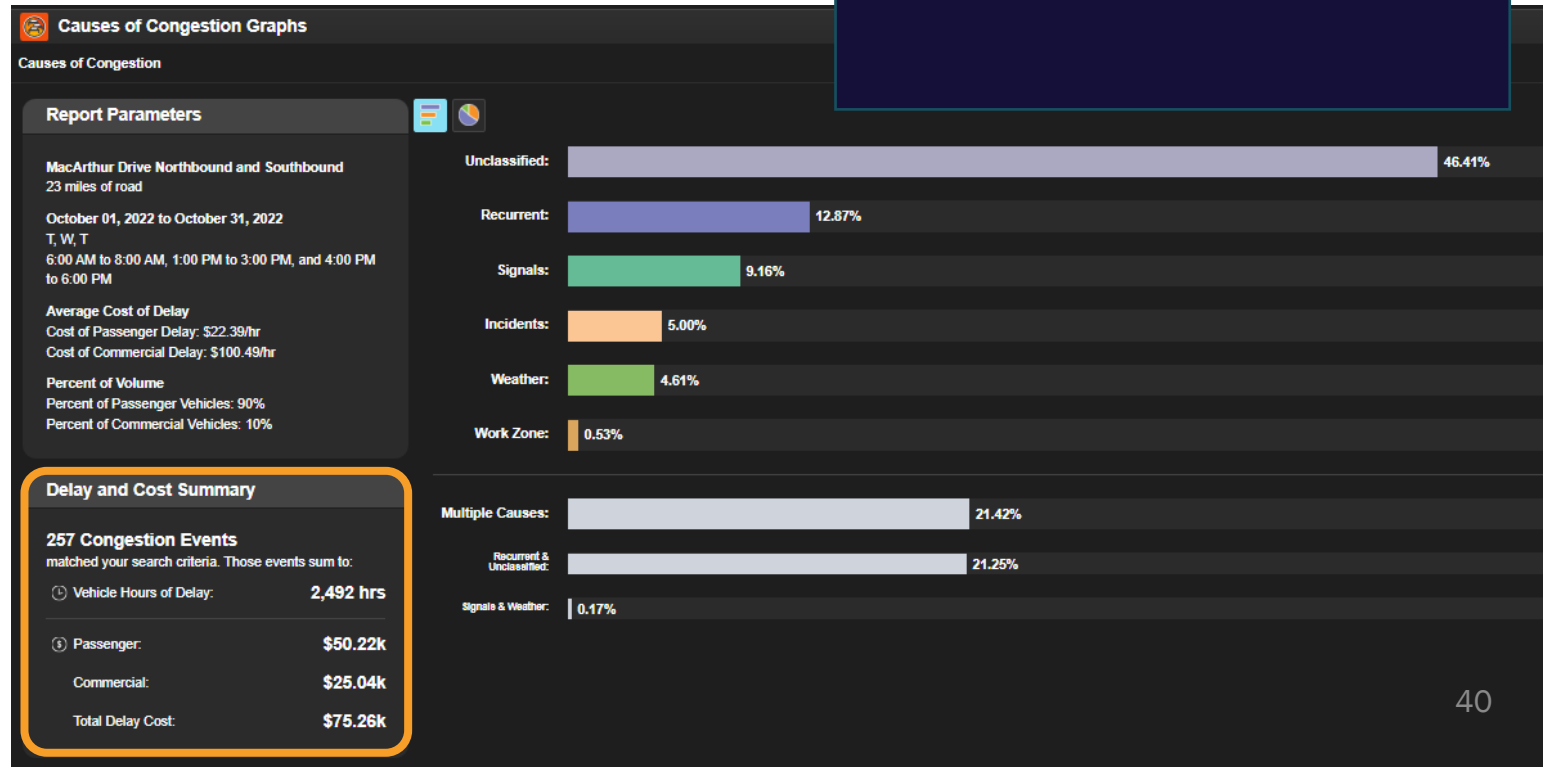 Causes of Congestion Graphs
Causes of Congestion
Report Parameters
MacArthur Drive Northbound and Southbound
23 miles of road
October 01, 2022 to October 31, 2022
T, W, T
6:00 AM to 8:00 AM, 1:00 PM to 3:00 PM, and 4:00 PM
to 6:00 PM
Average Cost of Delay
Cost of Passenger Delay: $22.39/hr
Cost of Commercial Delay: $100.49/hr
Percent of Volume
Percent of Passenger Vehicles: 90%
Percent of Commercial Vehicles: 10%
Delay and Cost Summary
257 Congestion Events
matched your search criteria. Those events sum to:
Vehicle Hours of Delay: 2,492 hrs
Passenger: $50.22k
Commercial: $25.04k
Total Delay Cost: $75.26k
Unclassified: 46.41%
Recurrent: 12.87%
Signals: 9.16%
Incidents: 5.00%
Weather: 4.61%
Work Zone: 0.53%
Multiple Causes: 21.42%
Recurrent &
Unclassified: 21.25%
Signals & Weather: 0.17%
40